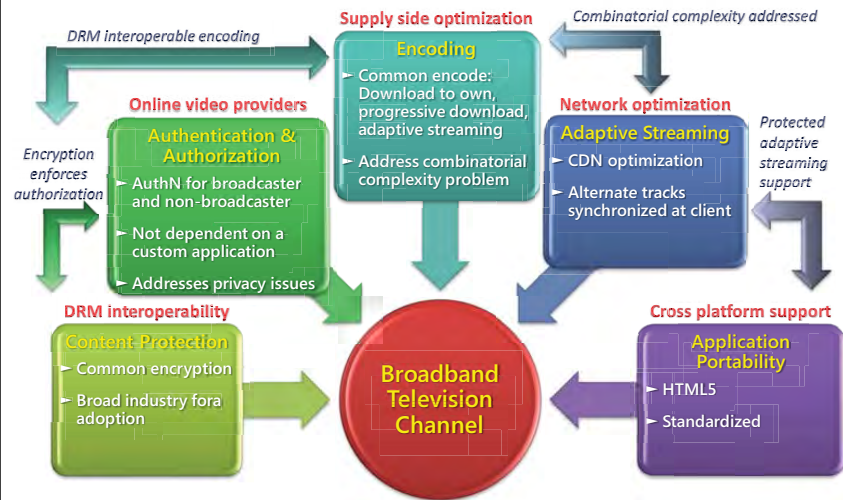 Supply side optimization
Combinatorial complexity addressed
DRM interoperable encoding
Encoding
► Common encode:
Download to own,
progressive download,
adaptive streaming
► Address combinatorial
complexity problem
Online video providers
Authentication &
Authorization
► AuthN for broadcaster
and non-broadcaster
► Not dependent on a
custom application
► Addresses privacy issues
Network optimization
Adaptive Streaming
► CDN optimization
► Alternate tracks
synchronized at client
Protected
adaptive
streaming
support
Encryption
enforces
authorization
DRM interoperability
Content Protection
► Common encryption
► Broad industry fora
adoption
Broadband
Television
Channel
Cross platform support
Application
Portability
► HTML5
► Standardized